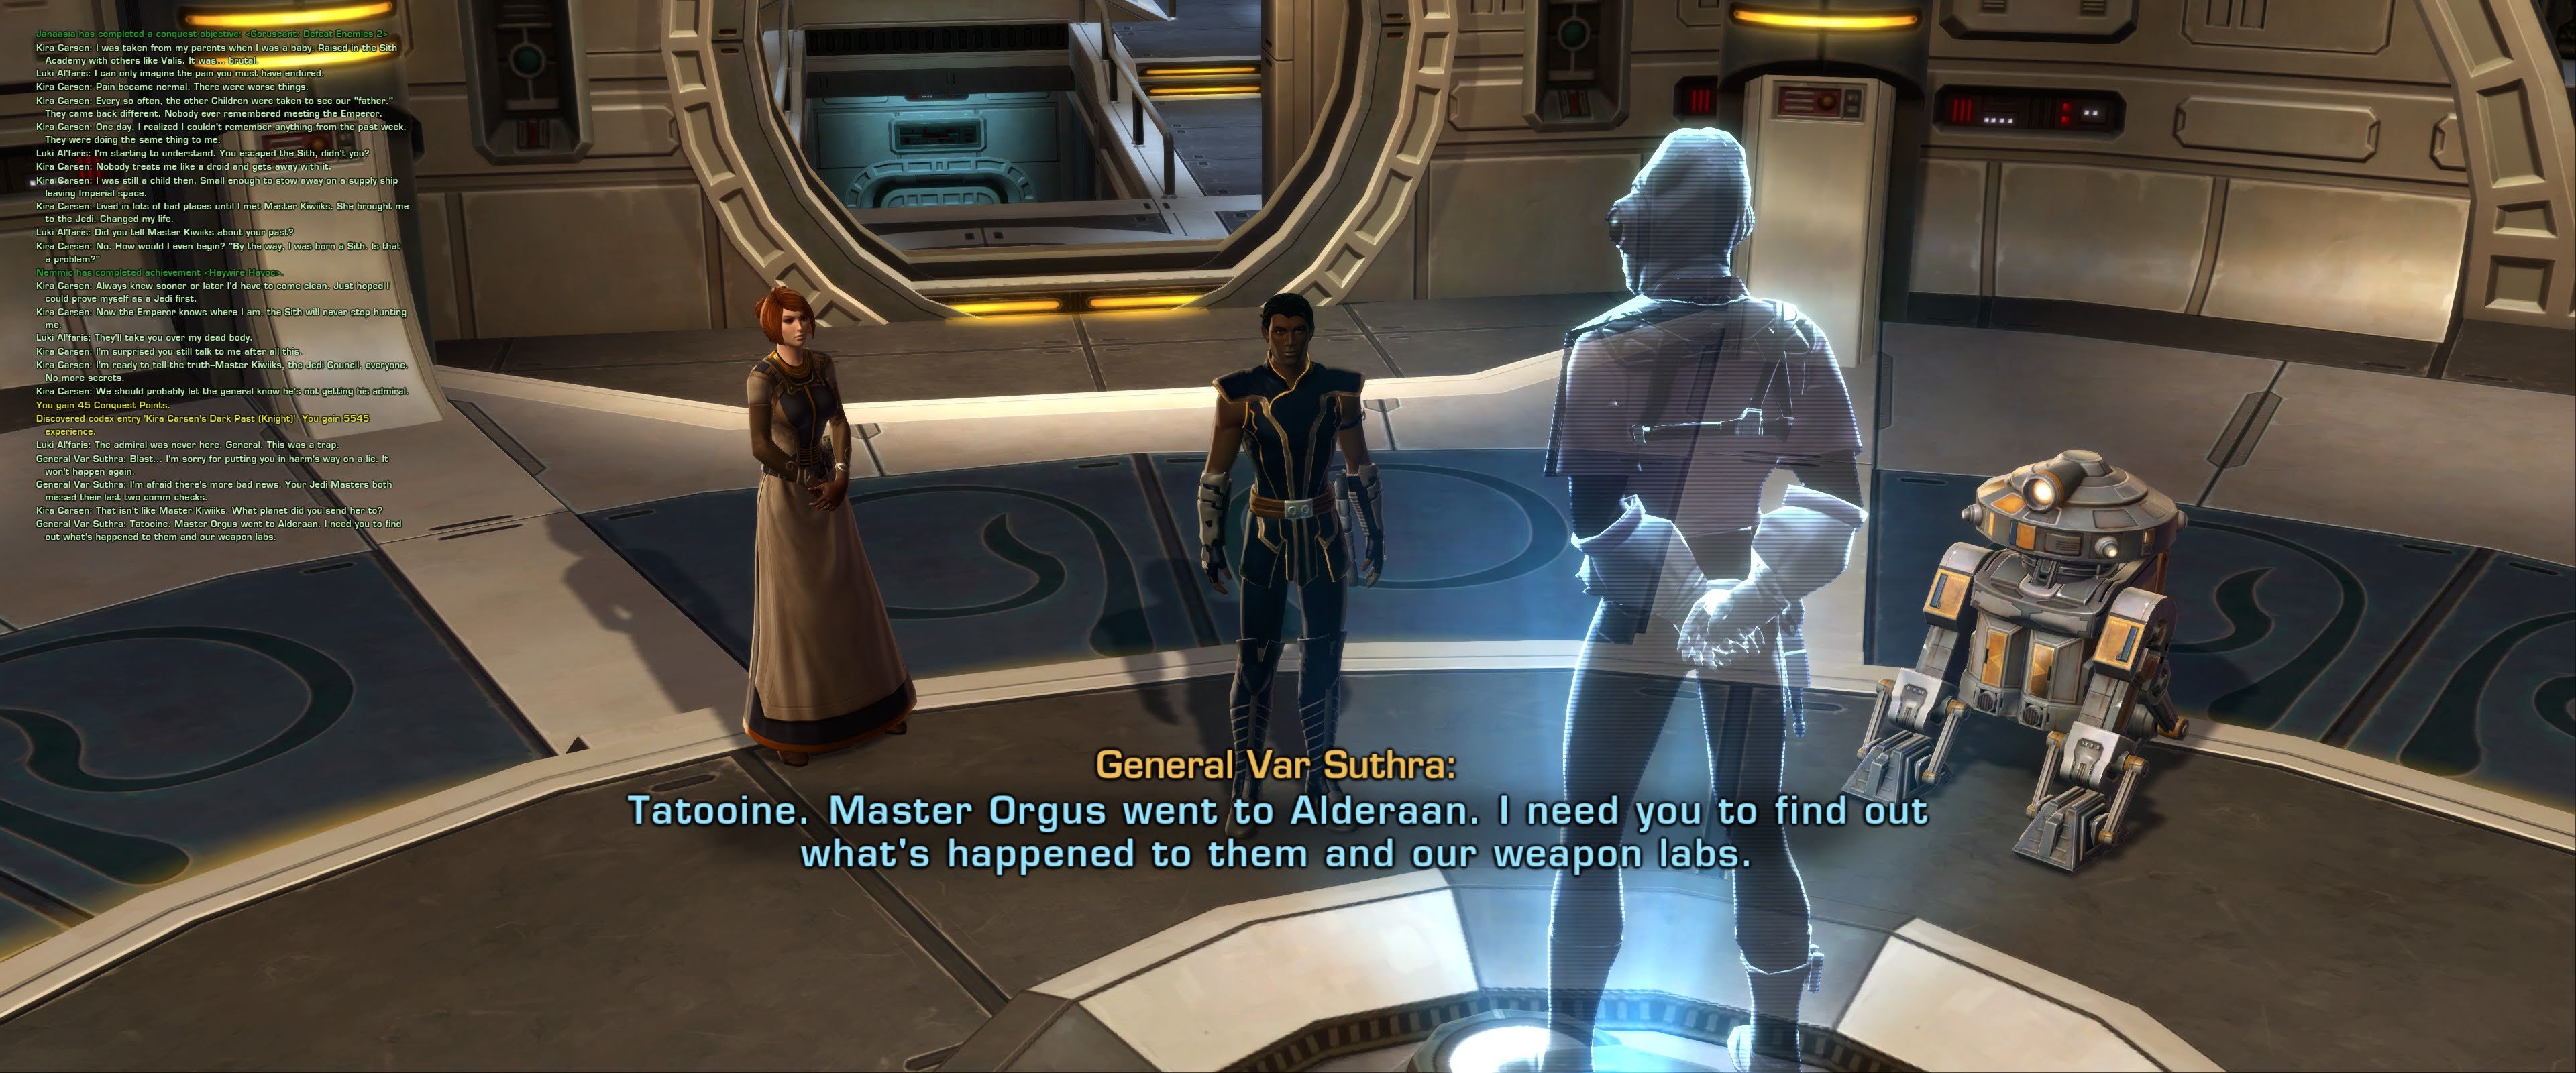 Janaasia has completed a conquest objective: <Coruscant: Defeat Enemies 2>.
Kira Carsen: I was taken from my parents when I was a baby. Raised in the Sith
Academy with others like Valis. It was... brutal.
Luki Al'faris: I can only imagine the pain you must have endured.
Kira Carsen: Pain became normal. There were worse things.
Kira Carsen: Every so often, the other Children were taken to see our "father."
They came back different. Nobody ever remembered meeting the Emperor.
Kira Carsen: One day, I realized I couldn't remember anything from the past week.
They were doing the same thing to me.
Luki Al'faris: I'm starting to understand. You escaped the Sith, didn't you?
Kira Carsen: Nobody treats me like a droid and gets away with it.
Kira Carsen: I was still a child then. Small enough to stow away on a supply ship
leaving Imperial space.
Kira Carsen: Lived in lots of bad places until I met Master Kiwiiks. She brought me
to the Jedi. Changed my life.
Luki Al'faris: Did you tell Master Kiwiiks about your past?
Kira Carsen: No. How would I even begin? "By the way, I was born a Sith. Is that
a problem?"
Nemmic has completed achievement <Haywire Havoc>.
Kira Carsen: Always knew sooner or later I'd have to come clean. Just hoped I
could prove myself as a Jedi first.
Kira Carsen: Now the Emperor knows where I am, the Sith will never stop hunting
me.
Luki Al'faris: They'll take you over my dead body.
Kira Carsen: I'm surprised you still talk to me after all this.
Kira Carsen: I'm ready to tell the truth—Master Kiwiiks, the Jedi Council, everyone.
No more secrets.
Kira Carsen: We should probably let the general know he's not getting his admiral.
You gain 45 Conquest Points.
Discovered codex entry 'Kira Carsen's Dark Past (Knight)'. You gain 5545
experience.
Luki Al'faris: The admiral was never here, General. This was a trap.
General Var Suthra: Blast... I'm sorry for putting you in harm's way on a lie. It
won't happen again.
General Var Suthra: I'm afraid there's more bad news. Your Jedi Masters both
missed their last two comm checks.
Kira Carsen: That isn't like Master Kiwiiks. What planet did you send her to?
General Var Suthra: Tatooine. Master Orgus went to Alderaan. I need you to find
out what's happened to them and our weapon labs.
General Var Suthra:
Tatooine. Master Orgus went to Alderaan. I need you to find out
what's happened to them and our weapon labs.